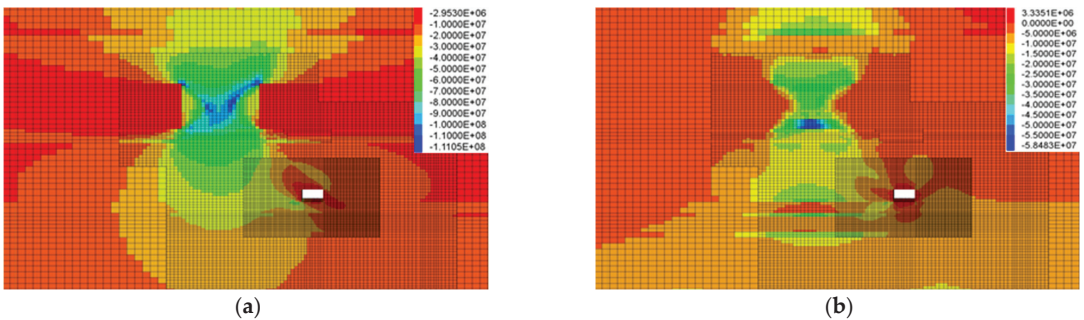 -2.9530E+06
-1.0000E+07
-2.0000E+07
-3.0000E+07
-4.0000E+07
-5.0000E+07
-6.0000E+07
-7.0000E+07
-8.0000E+07
-9.0000E+07
-1.0000E+08
-1.1000E+08
-1.1105E+08
3.3351E+06
0.0000E+00
-5.0000E+06
-1.0000E+07
-1.5000E+07
-2.0000E+07
-2.5000E+07
-3.0000E+07
-3.5000E+07
-4.0000E+07
-4.5000E+07
-5.0000E+07
-5.5000E+07
-5.8483E+07
(a)
(b)